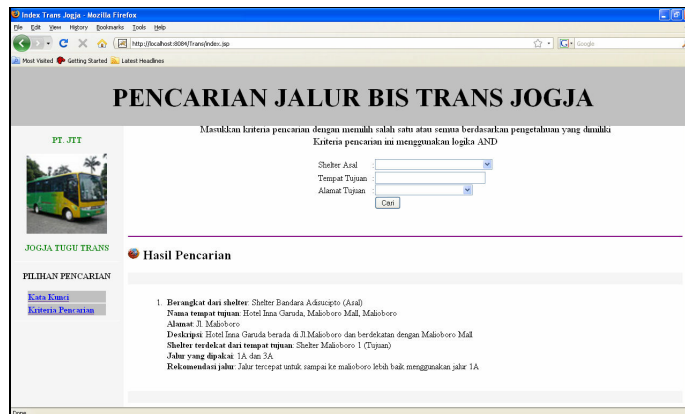 Index Trans Jogja - Mozilla Firefox
File Edit View History Bookmarks Tools Help
http://localhost:8084/Trans/index.jsp
Google
Most Visited Getting Started Latest Headlines
PENCARIAN JALUR BIS TRANS JOGJA
Masukkan kriteria pencarian dengan memilih salah satu atau semua berdasarkan pengetahuan yang dimiliki
Kriteria pencarian ini menggunakan logika AND
PT. JTT
Shelter Asal :
Tempat Tujuan :
Alamat Tujuan :
Cari
JOGJA TUGU TRANS
Hasil Pencarian
PILIHAN PENCARIAN
Kata Kunci
Kriteria Pencarian
1. Berangkat dari shelter: Shelter Bandara Adisucipto (Asal)
Nama tempat tujuan: Hotel Inna Garuda, Malioboro Mall, Malioboro
Alamat: Jl. Malioboro
Deskripsi: Hotel Inna Garuda berada di Jl.Malioboro dan berdekatan dengan Malioboro Mall
Shelter terdekat dari tempat tujuan: Shelter Malioboro 1 (Tujuan)
Jalur yang dipakai: 1A dan 3A
Rekomendasi jalur: Jalur tercepat untuk sampai ke malioboro lebih baik menggunakan jalur 1A
Done